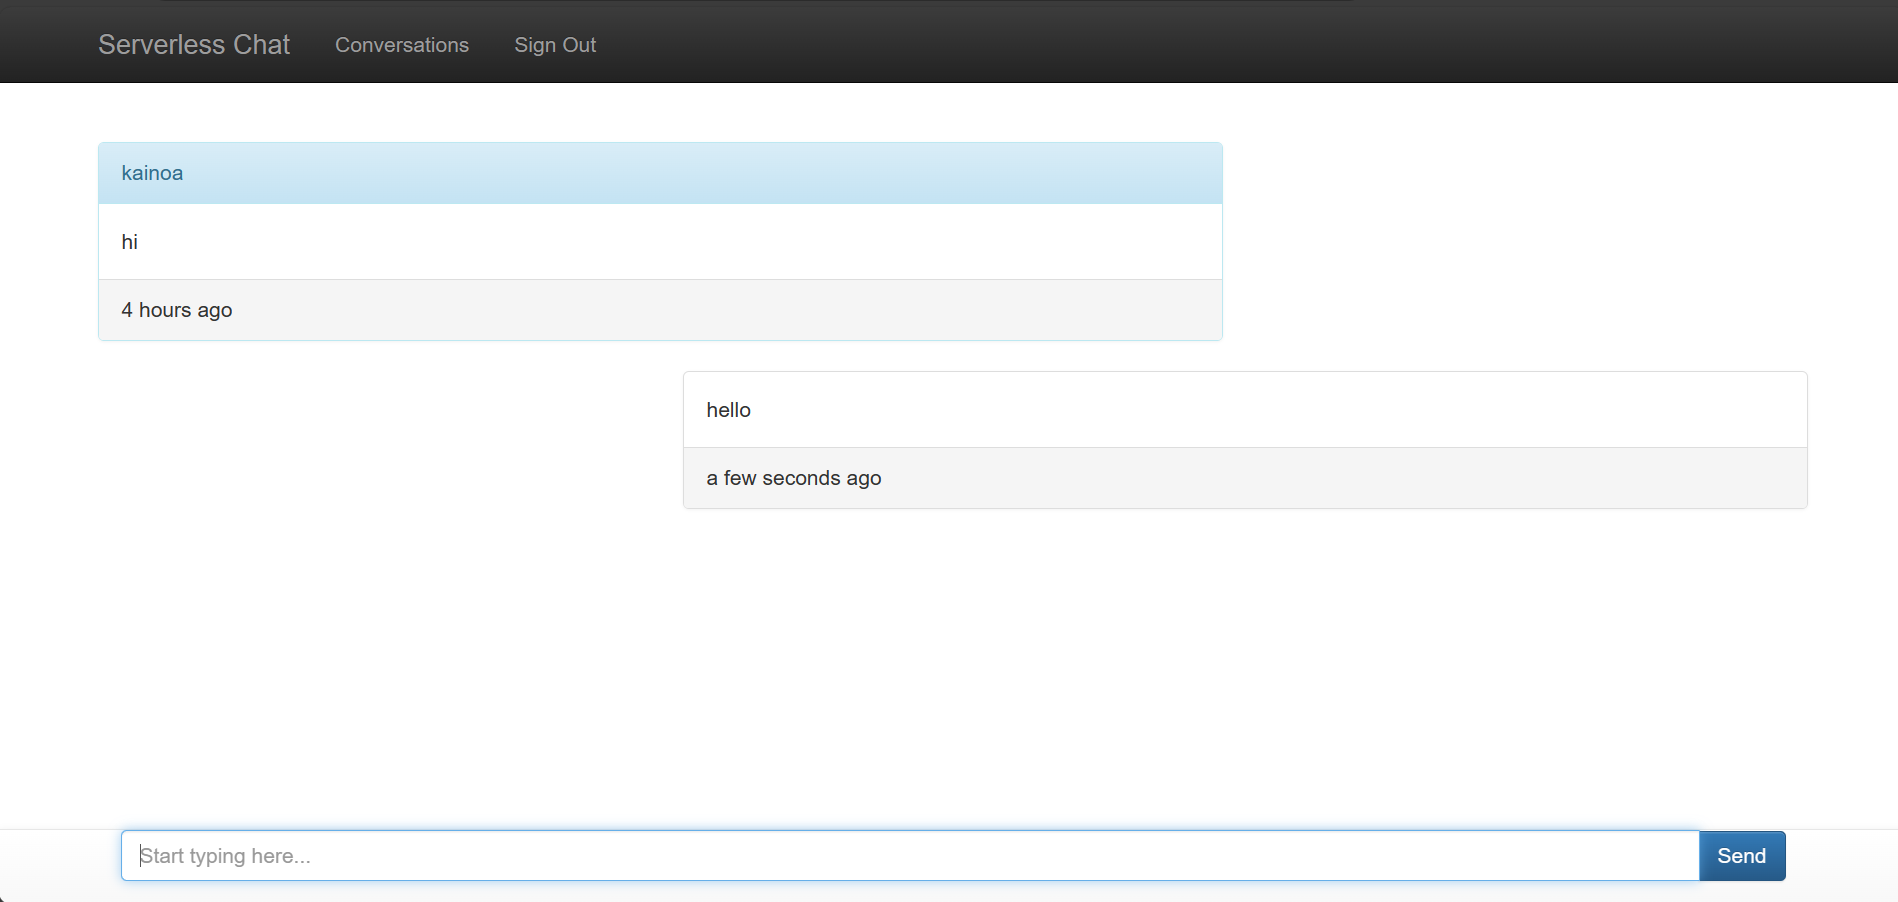 Serverless Chat Conversations Sign Out
kainoa
hi
4 hours ago
hello
a few seconds ago
Start typing here... Send